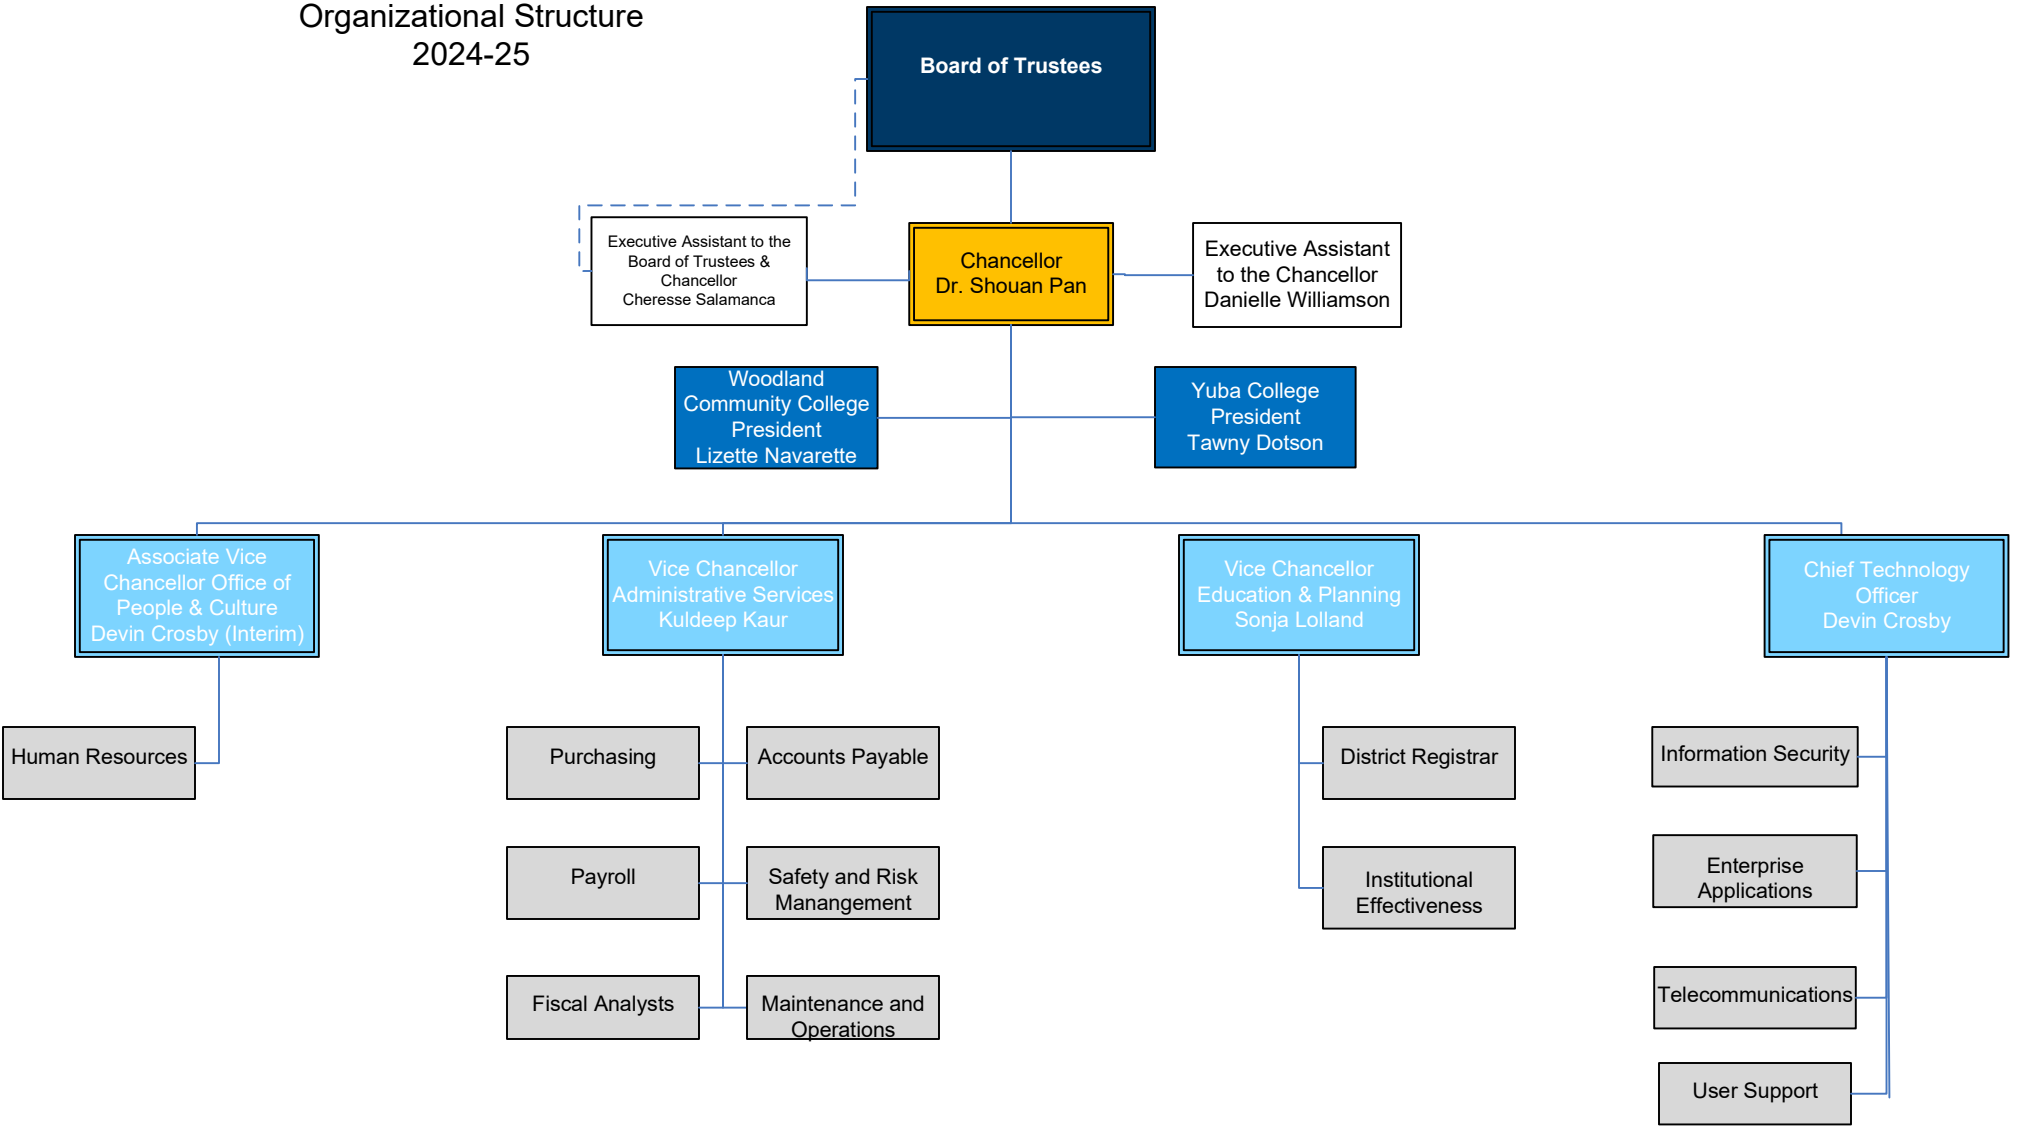 Organizational Structure
2024-25
Board of Trustees
Executive Assistant to the
Board of Trustees &
Chancellor
Cheresse Salamanca
Chancellor
Dr. Shouan Pan
Executive Assistant
to the Chancellor
Danielle Williamson
Woodland
Community College
President
Lizette Navarette
Yuba College
President
Tawny Dotson
Associate Vice
Chancellor Office of
People & Culture
Devin Crosby (Interim)
Vice Chancellor
Administrative Services
Kuldeep Kaur
Vice Chancellor
Education & Planning
Sonja Lolland
Chief Technology
Officer
Devin Crosby
Human Resources
Purchasing
Accounts Payable
District Registrar
Information Security
Payroll
Safety and Risk
Manangement
Institutional
Effectiveness
Enterprise
Applications
Fiscal Analysts
Maintenance and
Operations
Telecommunications
User Support